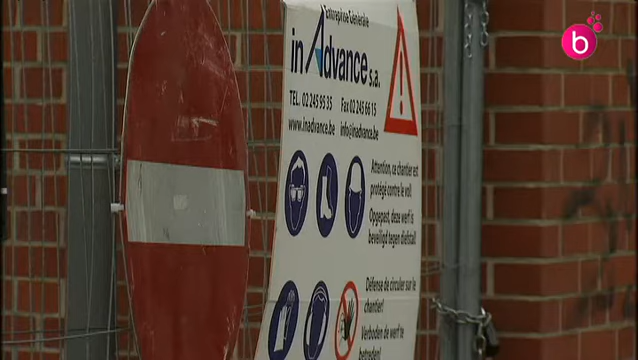 Entreprise Générale
in Advance s.a.
TEL. 02 245 95 35 Fax 02 245 66 15
www.inadvance.be info@inadvance.be
Attention, ce chantier est
protégé contre le vol!
Opgepast, deze werf is
beveiligd tegen diefstal!
Défense de circuler sur le
chantier!
Verboden de werf te
betreden!
b